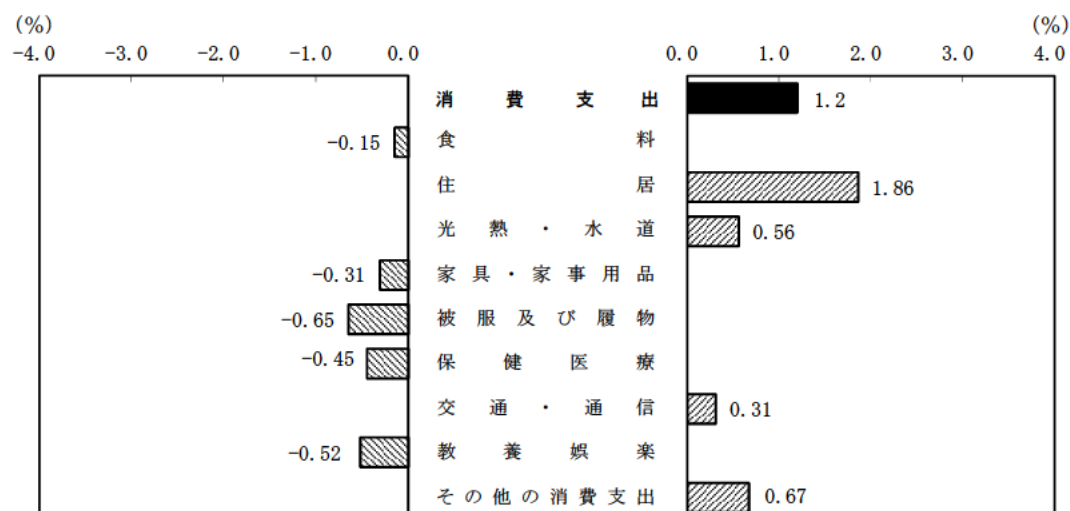 (%) (%)
-4.0 -3.0 -2.0 -1.0 0.0 0.0 1.0 2.0 3.0 4.0
消費支出 1.2
-0.15 食料
住居 1.86
光熱・水道 0.56
-0.31 家具・家事用品
-0.65 被服及び履物
-0.45 保健医療
交通・通信 0.31
-0.52 教養娯楽
その他の消費支出 0.67